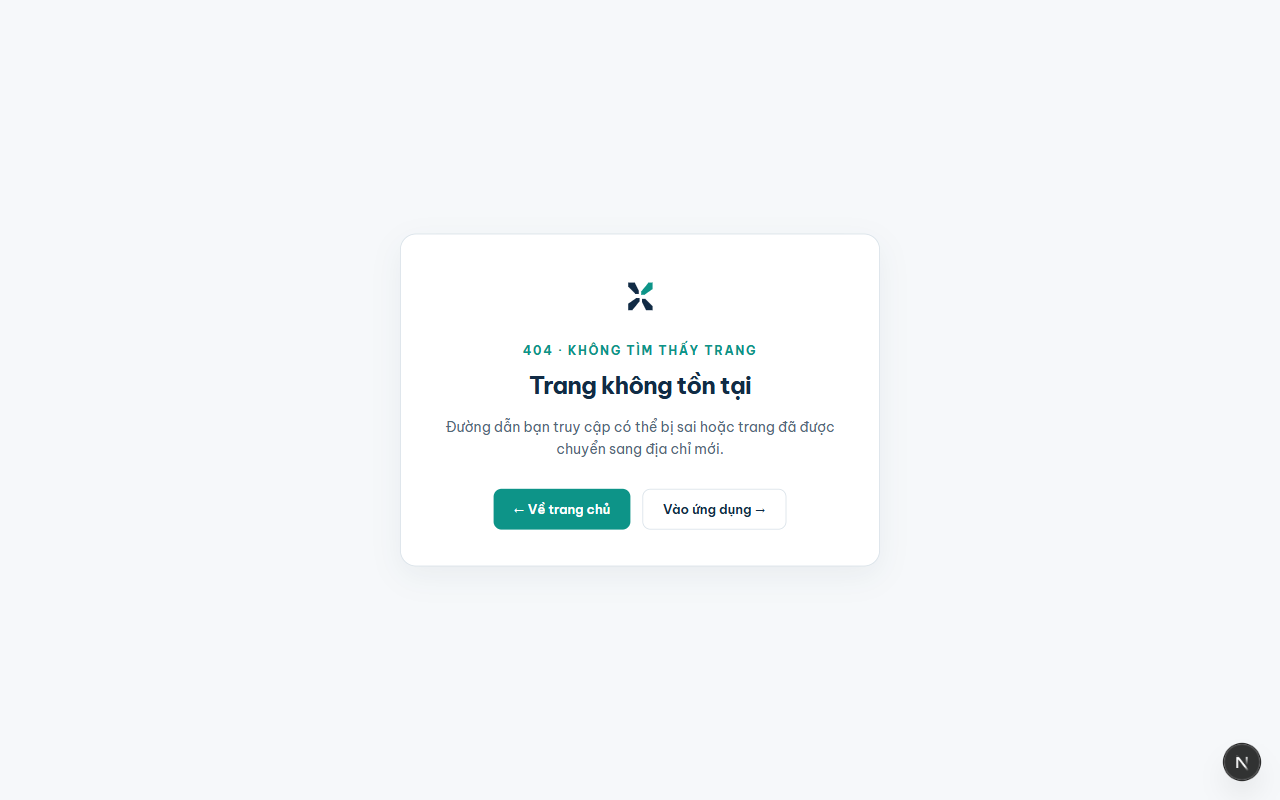 404 · KHÔNG TÌM THẤY TRANG
Trang không tồn tại
Đường dẫn bạn truy cập có thể bị sai hoặc trang đã được
chuyển sang địa chỉ mới.
← Về trang chủ
Vào ứng dụng →
N